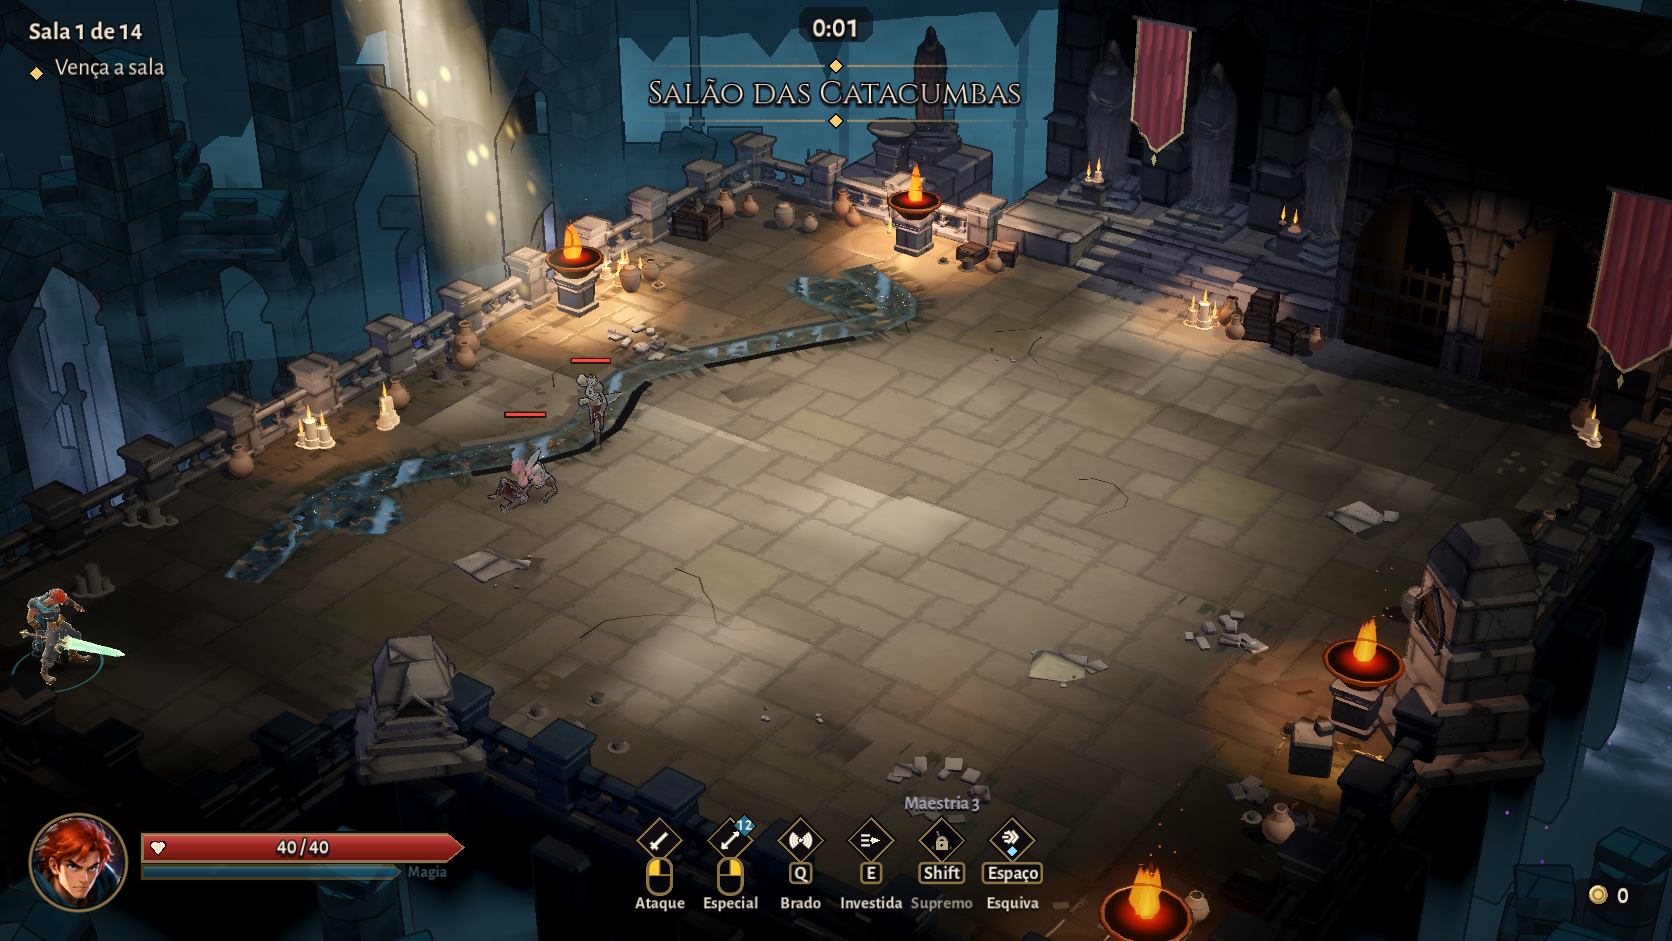 Sala 1 de 14
Vença a sala
0:01
Salão das Catacumbas
Maestria 3
12
Q
E
Shift
Espaço
Ataque
Especial
Brado
Investida
Supremo
Esquiva
40/40
Magia
0